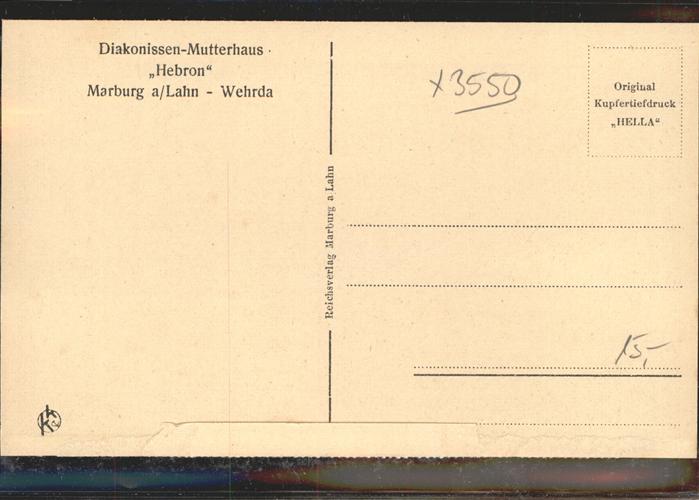 Diakonissen-Mutterhaus
„Hebron“
Marburg a/Lahn - Wehrda
x3550
Original
Kupfertiefdruck
„HELLA“
Reichsverlag Marburg a Lahn
15,-